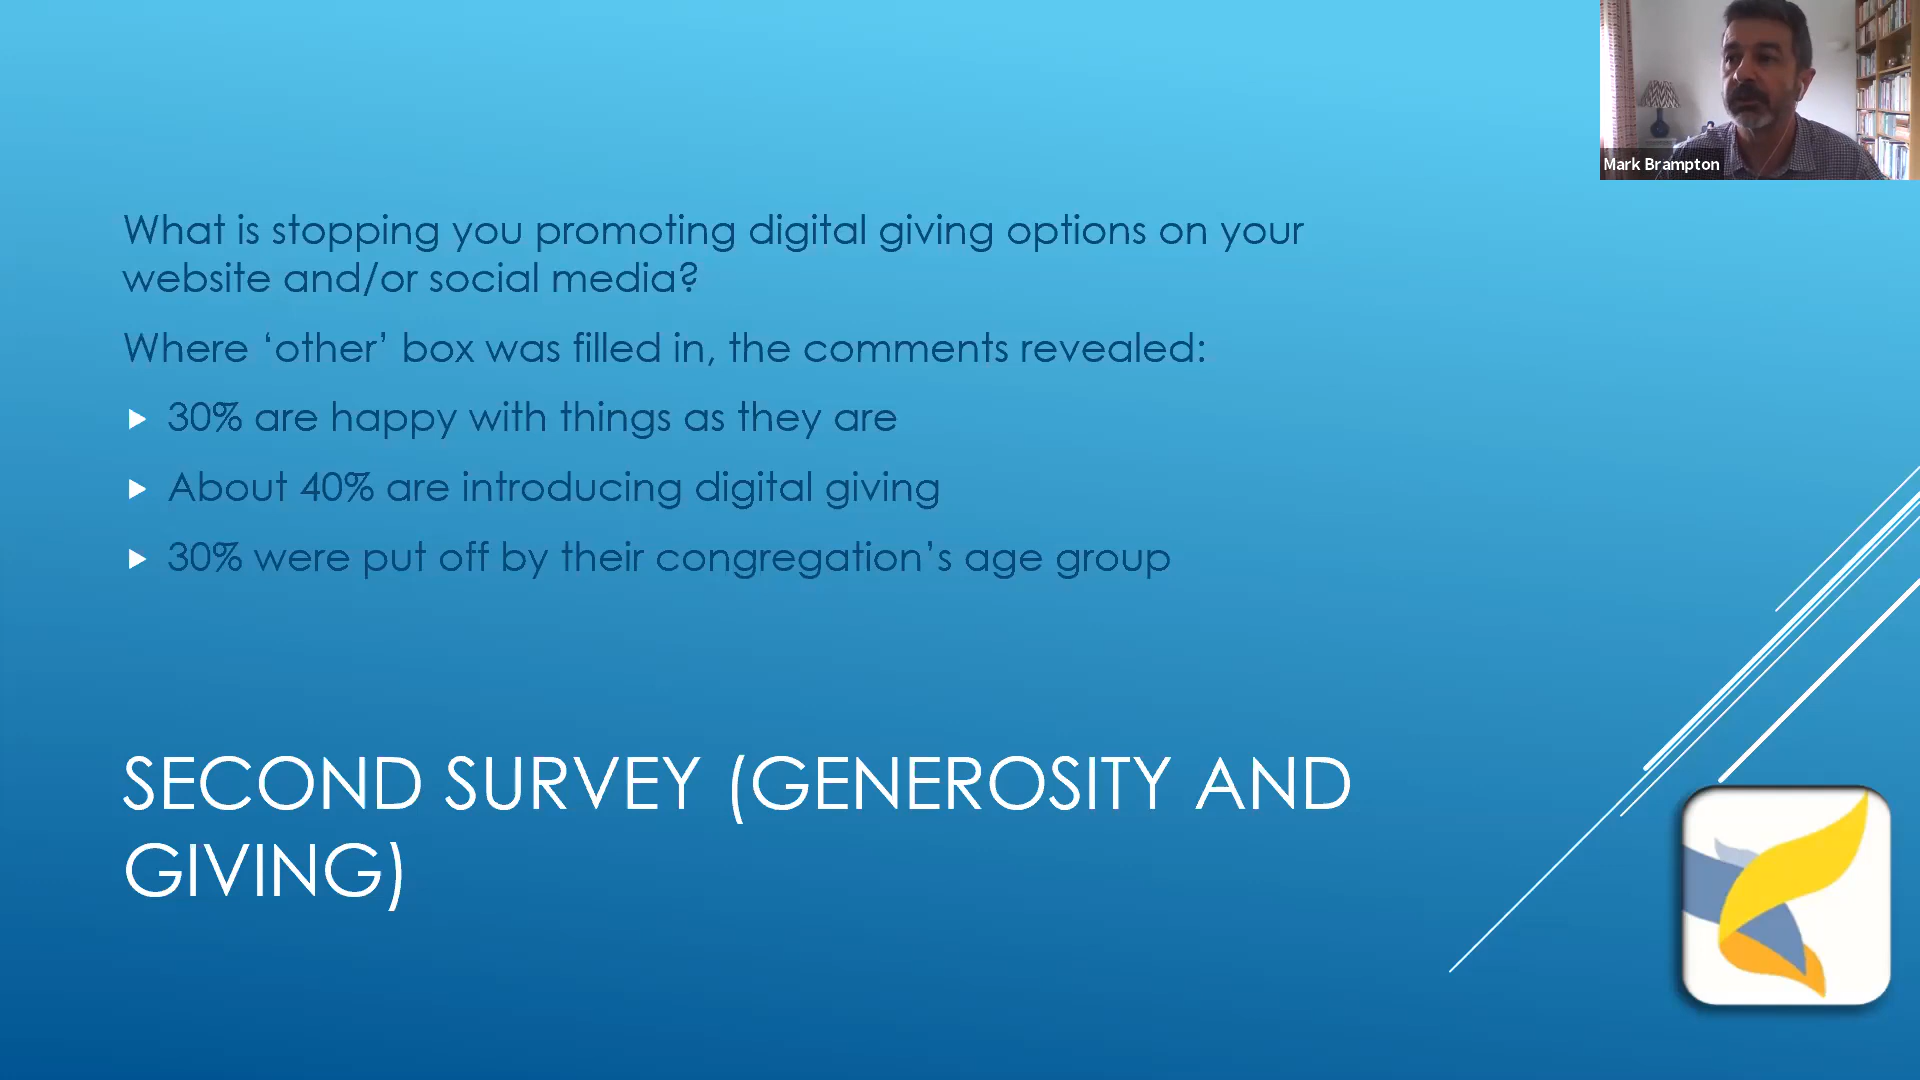 Mark Brampton
What is stopping you promoting digital giving options on your
website and/or social media?
Where ‘other’ box was filled in, the comments revealed:
30% are happy with things as they are
About 40% are introducing digital giving
30% were put off by their congregation’s age group
SECOND SURVEY (GENEROSITY AND
GIVING)